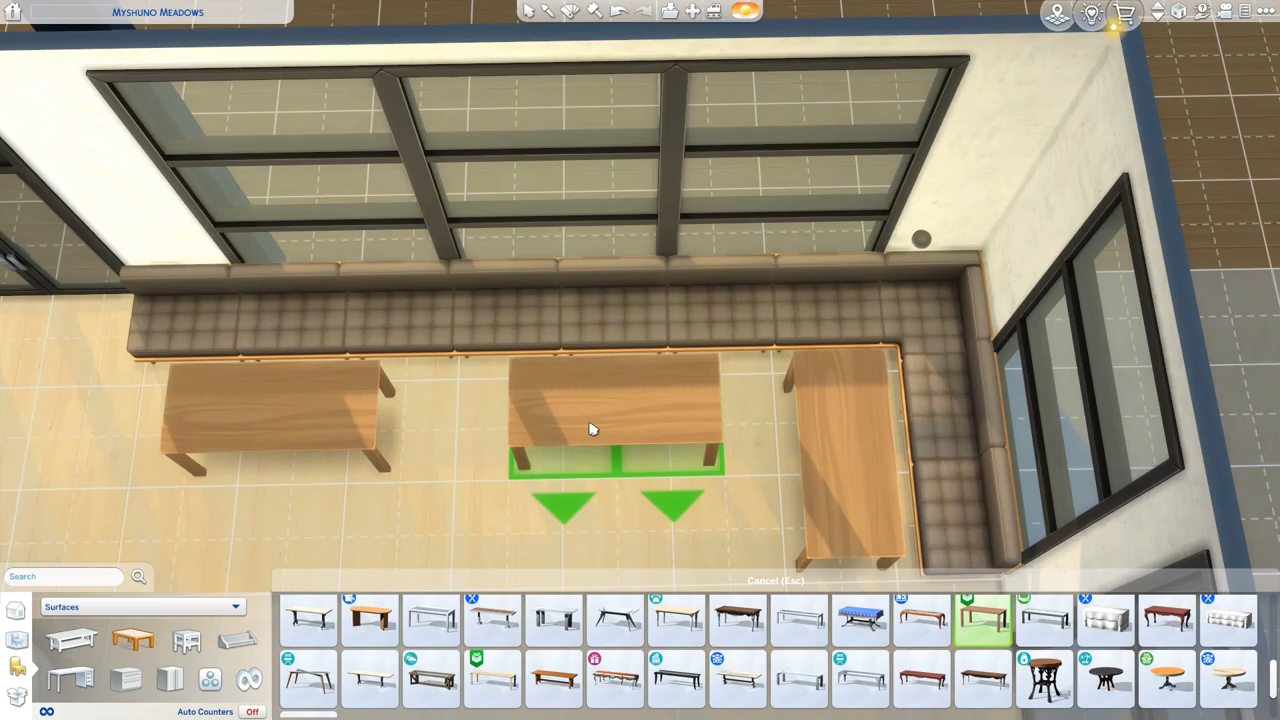 Myshuno Meadows
Cancel (Esc)
Search
Surfaces
Auto Counters Off